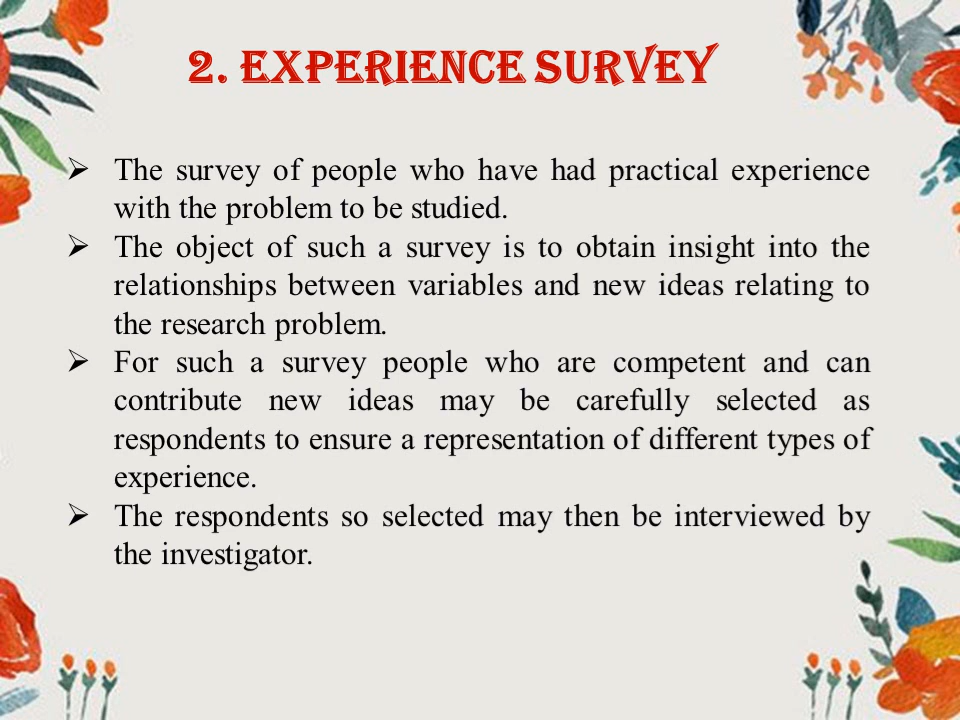 2. EXPERIENCE SURVEY
➢ The survey of people who have had practical experience
with the problem to be studied.
➢ The object of such a survey is to obtain insight into the
relationships between variables and new ideas relating to
the research problem.
➢ For such a survey people who are competent and can
contribute new ideas may be carefully selected as
respondents to ensure a representation of different types of
experience.
➢ The respondents so selected may then be interviewed by
the investigator.